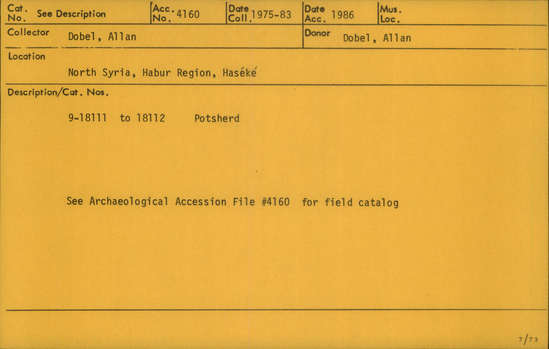 Cat. No. See Description Acc. No. 4160 Date Coll. 1975-83 Date Acc. 1986 Mus. Loc.
Collector Dobel, Allan Donor Dobel, Allan
Location
North Syria, Habur Region, Haséké
Description/Cat. Nos.
9-18111 to 18112 Potsherd
See Archaeological Accession File #4160 for field catalog
7/73